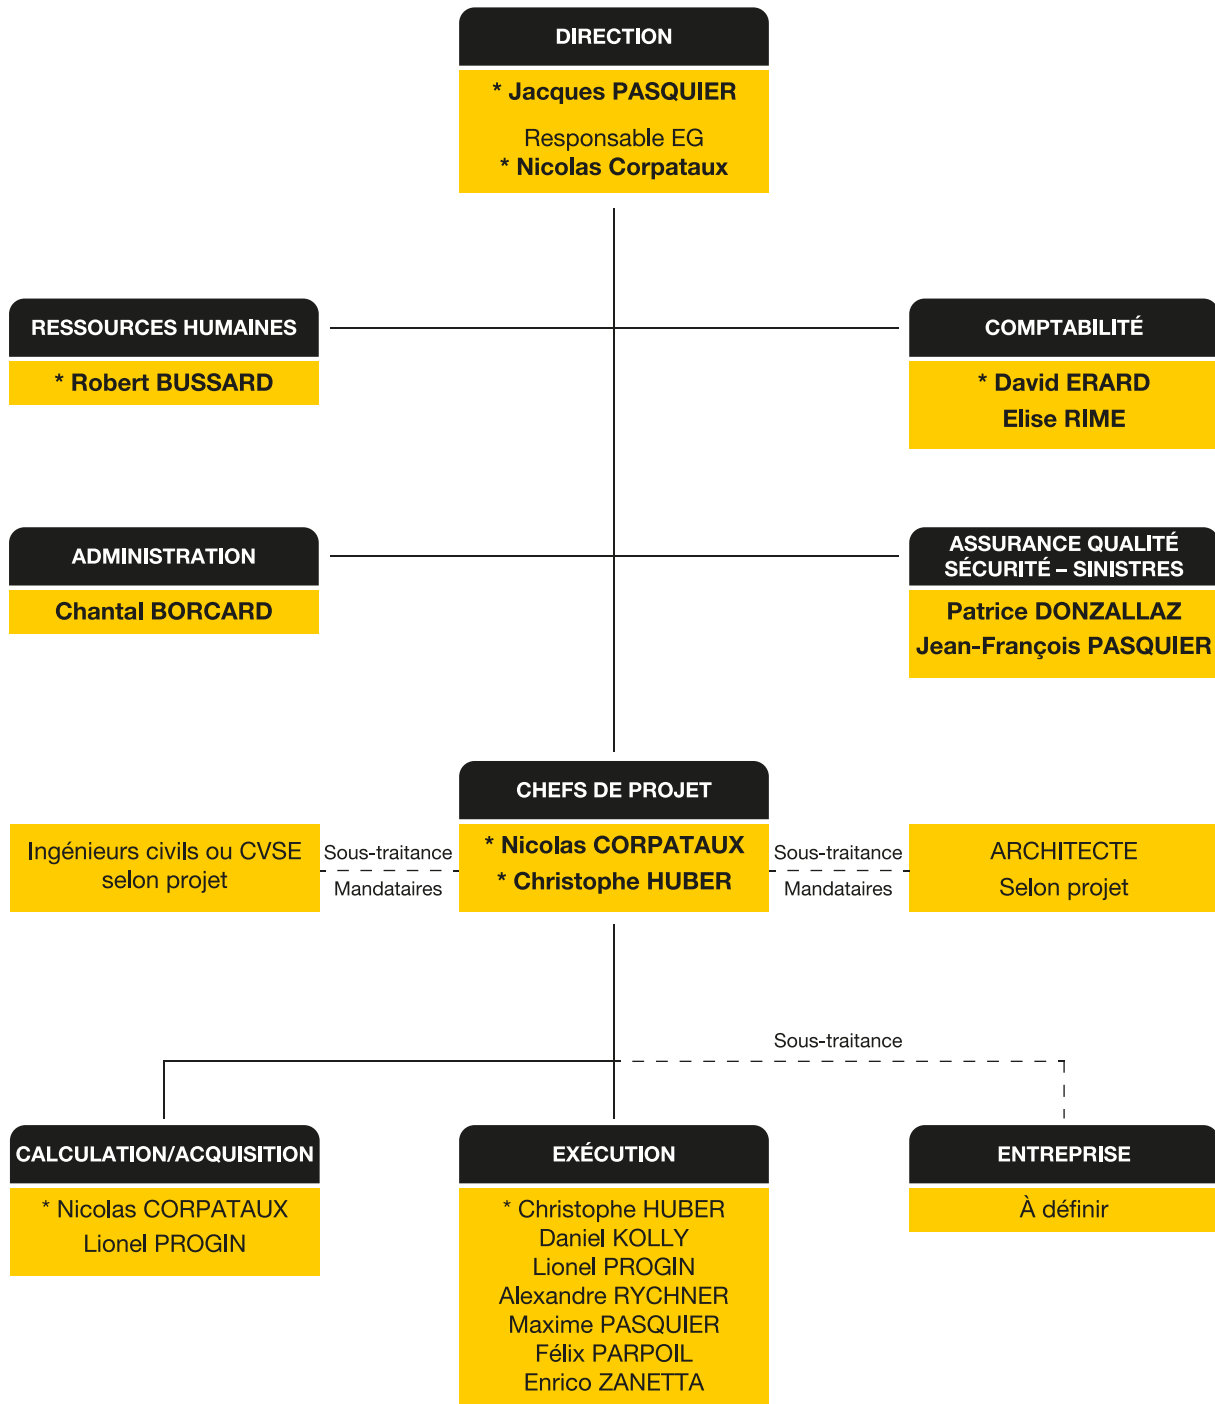 DIRECTION
* Jacques PASQUIER
Responsable EG
* Nicolas Corpataux
RESSOURCES HUMAINES
* Robert BUSSARD
COMPTABILITÉ
* David ERARD
Elise RIME
ADMINISTRATION
Chantal BORCARD
ASSURANCE QUALITÉ
SÉCURITÉ – SINISTRES
Patrice DONZALLAZ
Jean-François PASQUIER
CHEFS DE PROJET
* Nicolas CORPATAUX
* Christophe HUBER
Ingénieurs civils ou CVSE
selon projet
Sous-traitance
Mandataires
Sous-traitance
Mandataires
ARCHITECTE
Selon projet
Sous-traitance
CALCULATION/ACQUISITION
* Nicolas CORPATAUX
Lionel PROGIN
EXÉCUTION
* Christophe HUBER
Daniel KOLLY
Lionel PROGIN
Alexandre RYCHNER
Maxime PASQUIER
Félix PARPOIL
Enrico ZANETTA
ENTREPRISE
À définir